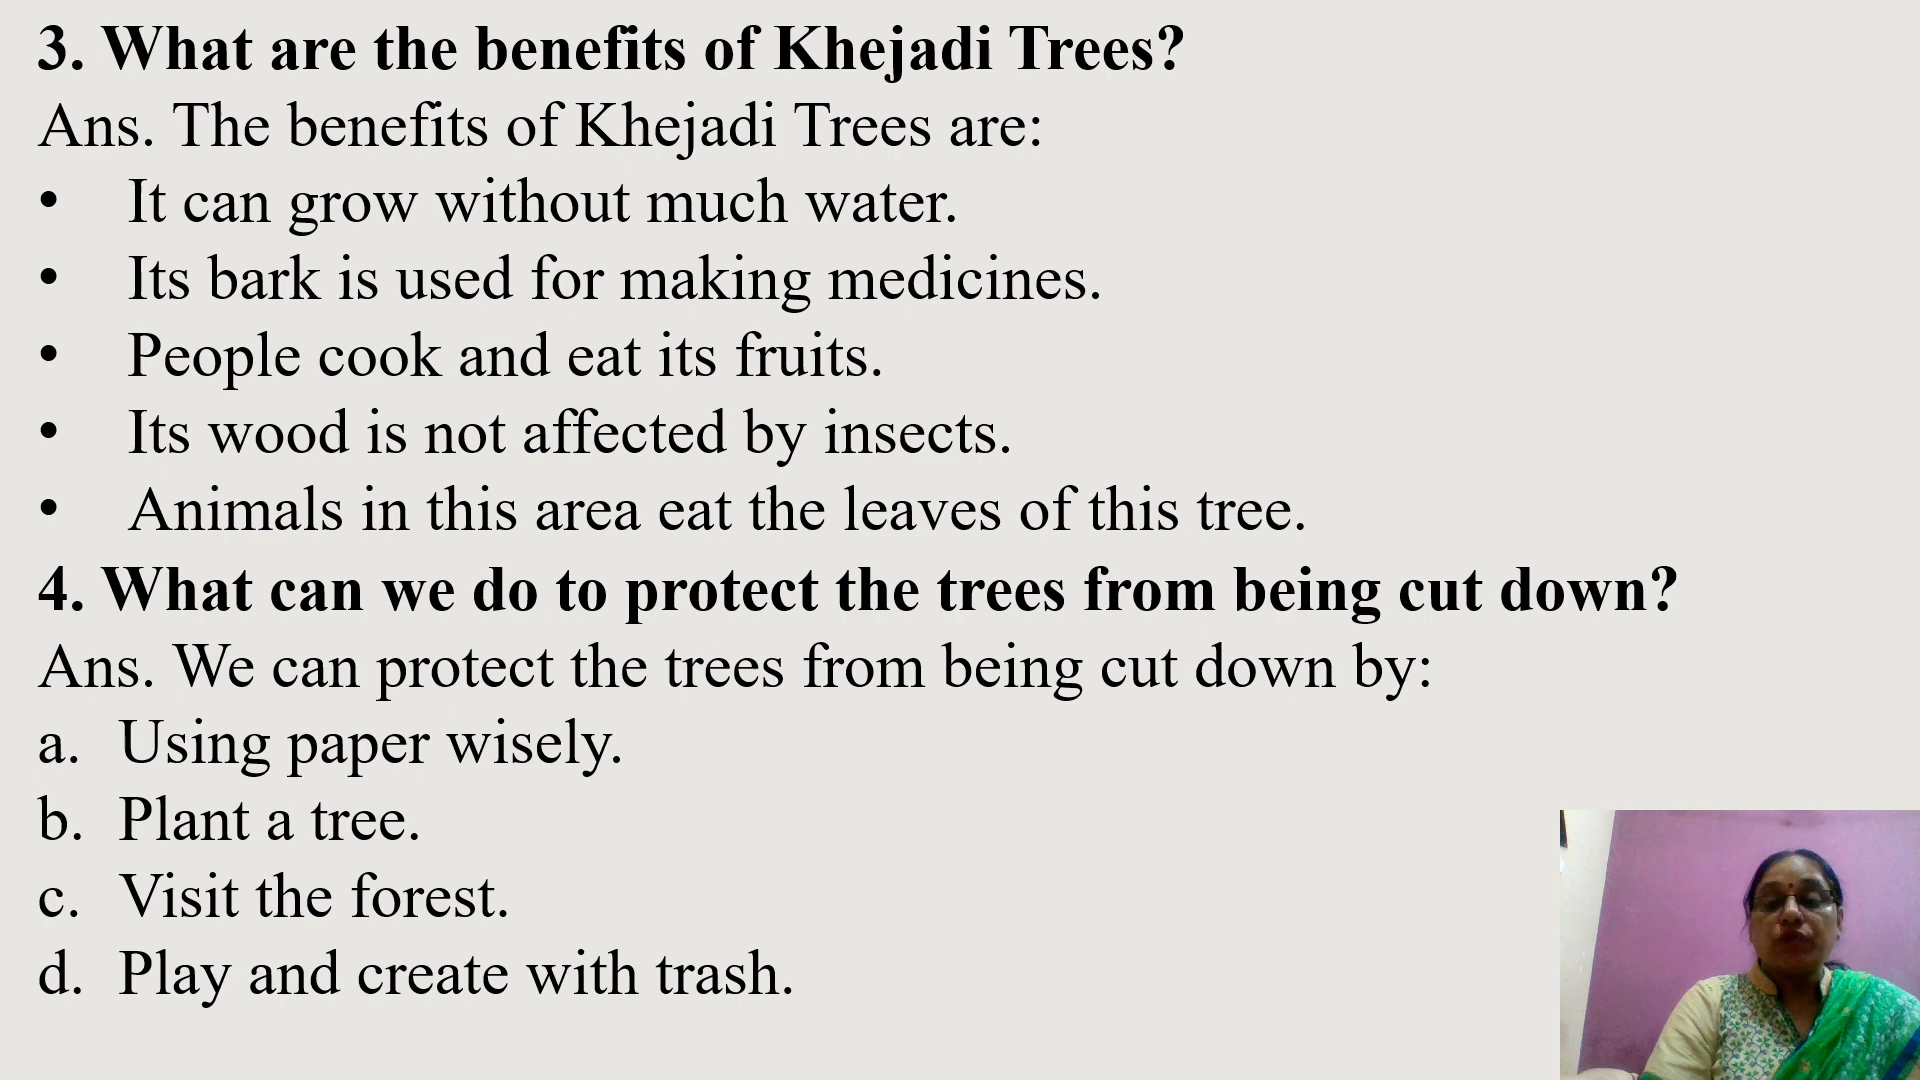 3. What are the benefits of Khejadi Trees?
Ans. The benefits of Khejadi Trees are:
• It can grow without much water.
• Its bark is used for making medicines.
• People cook and eat its fruits.
• Its wood is not affected by insects.
• Animals in this area eat the leaves of this tree.
4. What can we do to protect the trees from being cut down?
Ans. We can protect the trees from being cut down by:
a. Using paper wisely.
b. Plant a tree.
c. Visit the forest.
d. Play and create with trash.